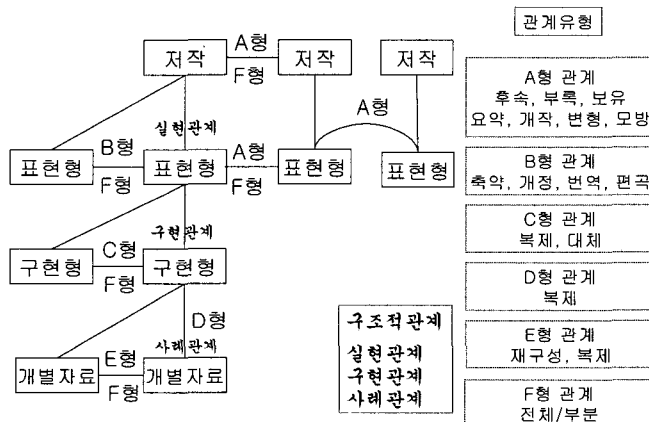 관계유형
저작 A형 저작 저작
F형
A형 관계
후속, 부록, 보유
요약, 개작, 변형, 모방
실현관계
A형
B형 A형
표현형 표현형 표현형 표현형
F형 F형
B형 관계
축약, 개정, 번역, 편곡
구현관계
C형
구현형 구현형
F형
C형 관계
복제, 대체
D형 관계
복제
D형
사례관계
E형
개별자료 개별자료
F형
구조적관계
실현관계
구현관계
사례관계
E형 관계
재구성, 복제
F형 관계
전체/부분